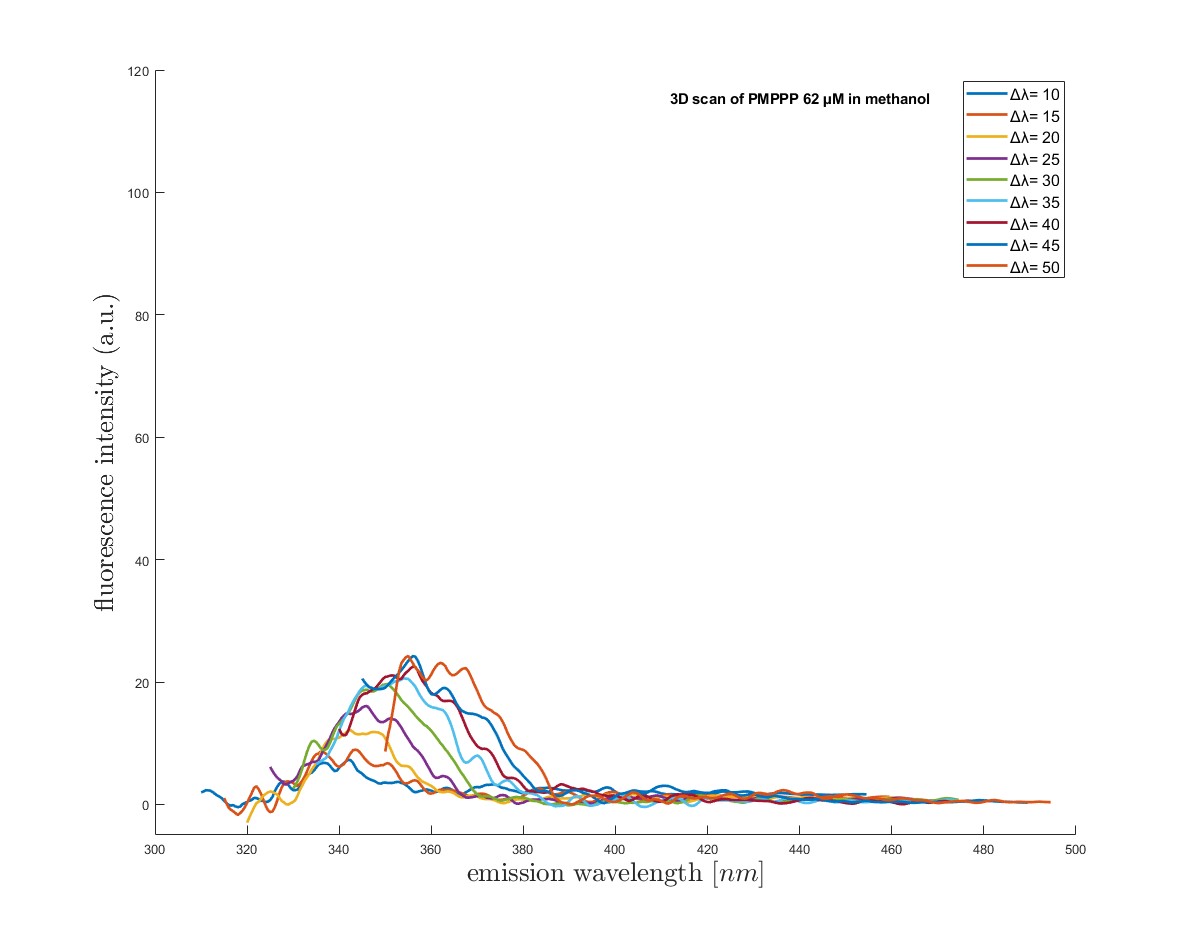 120
100
80
60
40
20
0
fluorescence intensity (a.u.)
3D scan of PMPPP 62 µM in methanol
Δλ= 10
Δλ= 15
Δλ= 20
Δλ= 25
Δλ= 30
Δλ= 35
Δλ= 40
Δλ= 45
Δλ= 50
300 320 340 360 380 400 420 440 460 480 500
emission wavelength [nm]